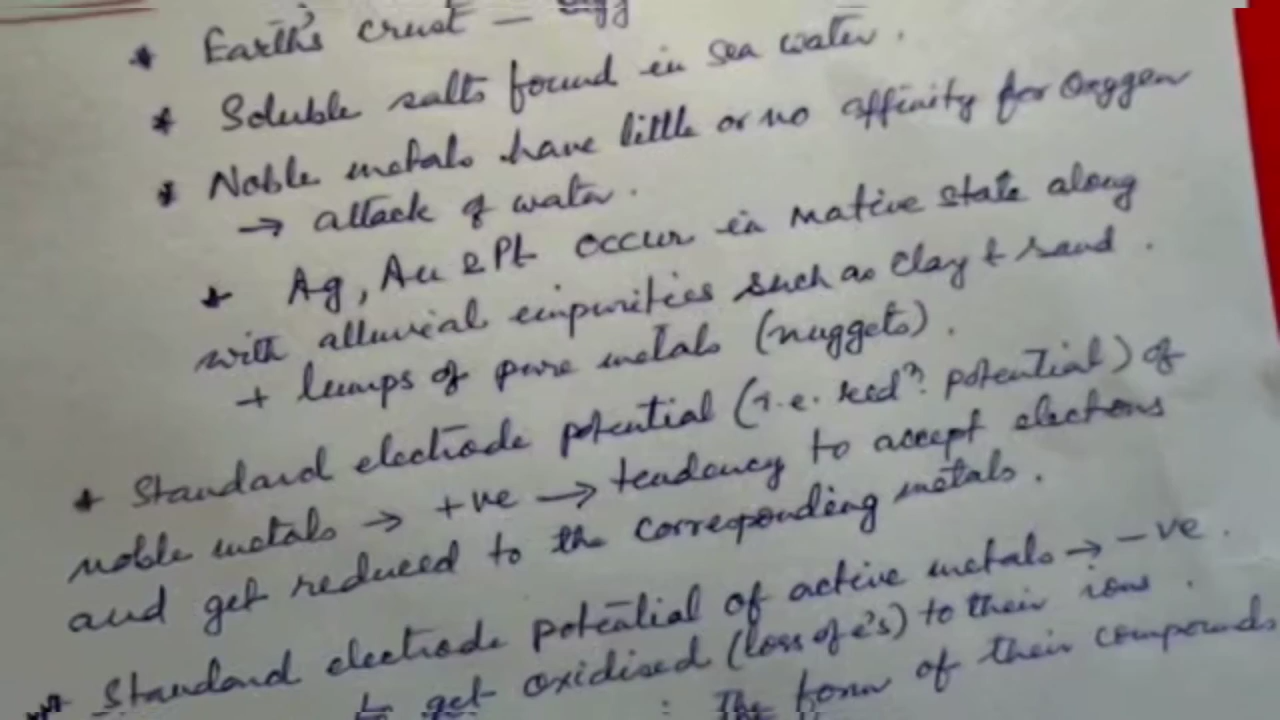 * Earth's crust —
* Soluble salts found in sea water.
* Noble metals have little or no affinity for Oxygen
→ attack of water.
* Ag, Au & Pt occur in native state along
with alluvial impurities such as clay & sand.
+ lumps of pure metals (nuggets).
* Standard electrode potential (i.e. redn. potential) of
noble metals → +ve → tendency to accept electrons
and get reduced to the corresponding metals.
Standard electrode potential of active metals → -ve.
to get oxidised (loss of e's) to their ions.
: The form of their compounds